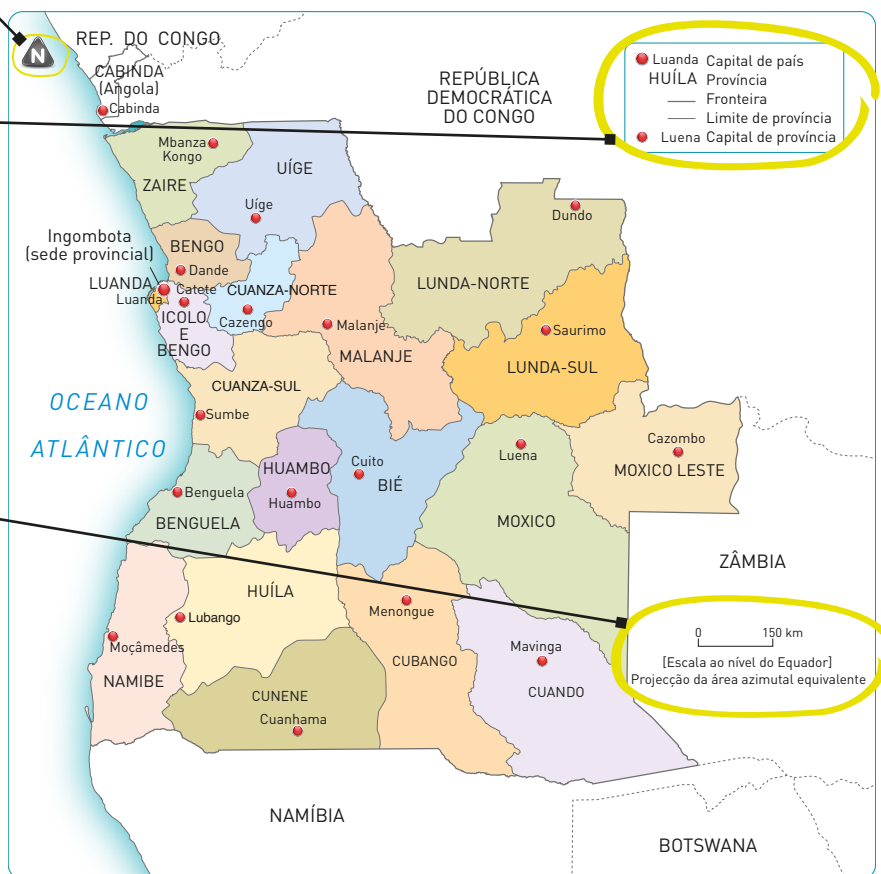 N
REP. DO CONGO
CABINDA
(Angola)
Cabinda
REPÚBLICA
DEMOCRÁTICA
DO CONGO
Luanda Capital de país
HUÍLA Província
Fronteira
Limite de província
Luena Capital de província
Mbanza
Kongo
ZAIRE
UÍGE
Uíge
Dundo
Ingombota
(sede provincial)
BENGO
Dande
LUANDA
Luanda
Catete
CUANZA-NORTE
Cazengo
LUNDA-NORTE
ICOLO
E
BENGO
Malanje
MALANJE
Saurimo
LUNDA-SUL
CUANZA-SUL
Sumbe
OCEANO
ATLÂNTICO
Cazombo
MOXICO LESTE
Luena
MOXICO
HUAMBO
Huambo
Cuito
BIÉ
Benguela
BENGUELA
ZÂMBIA
HUÍLA
Lubango
Menongue
CUBANGO
Moçâmedes
NAMIBE
Mavinga
CUANDO
0 150 km
[Escala ao nível do Equador]
Projecção da área azimutal equivalente
CUNENE
Cuanhama
NAMÍBIA
BOTSWANA